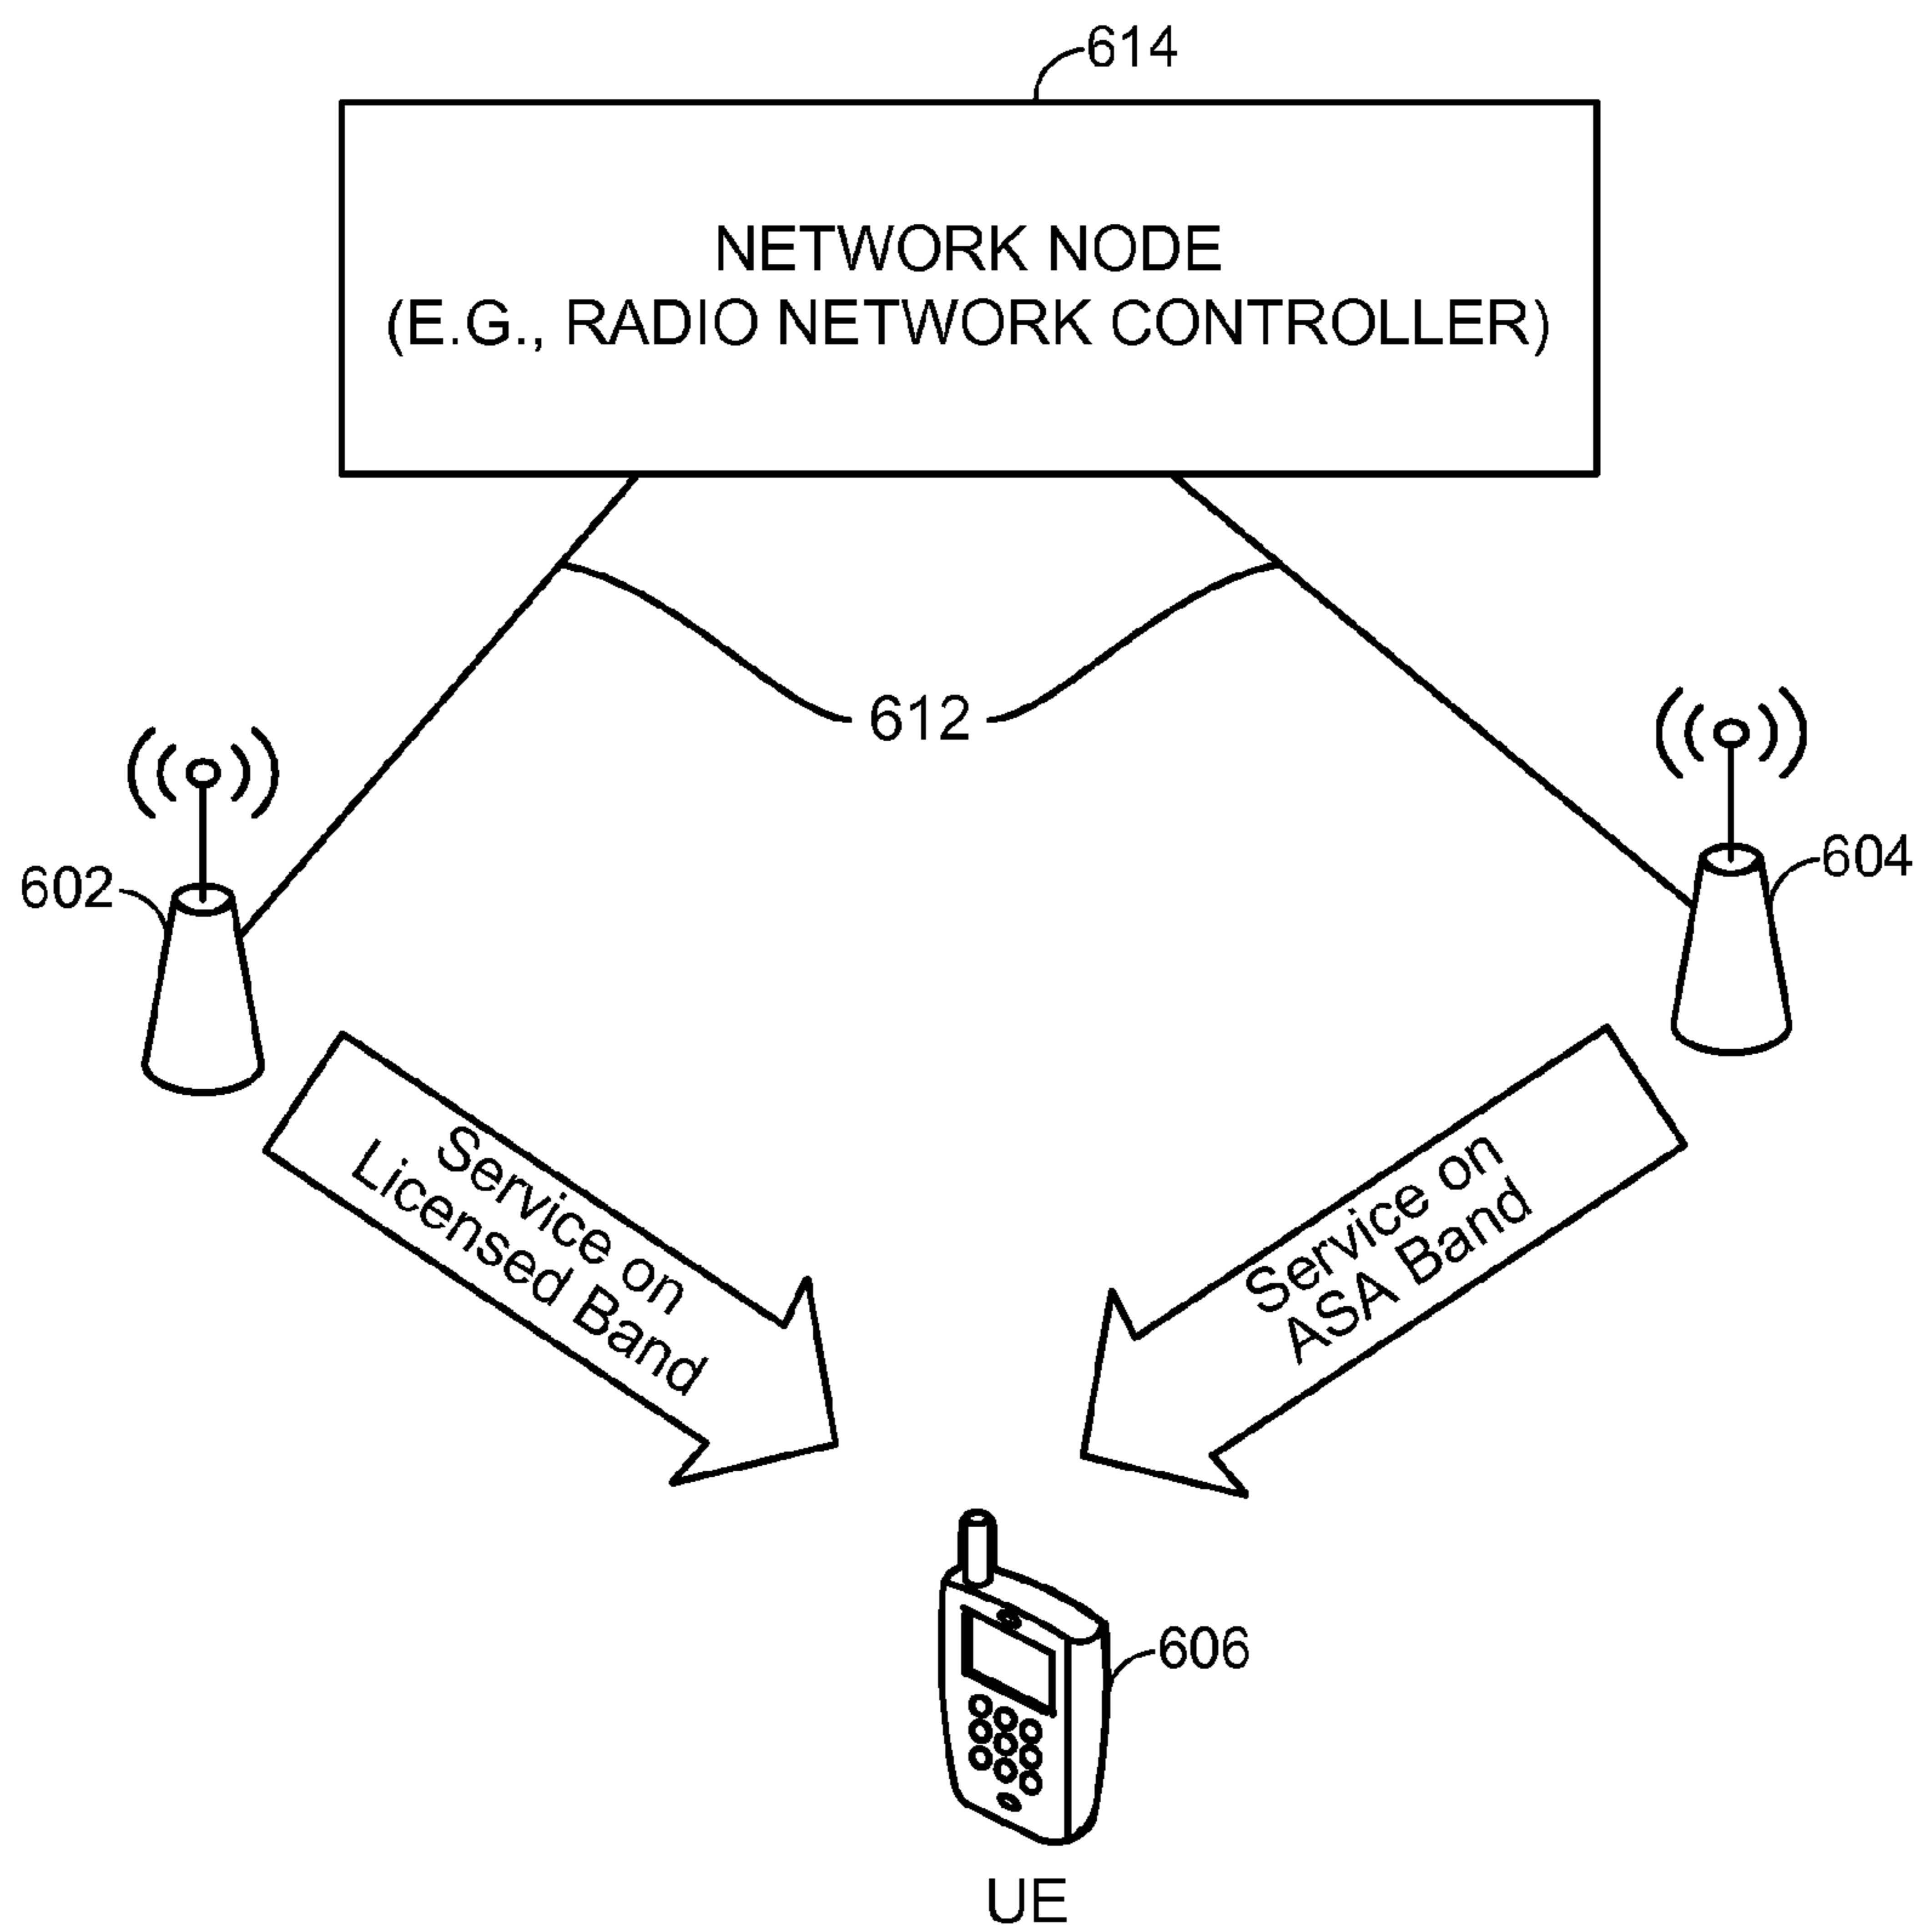 614
NETWORK NODE
(E.G., RADIO NETWORK CONTROLLER)
612
602
604
Service on
Licensed Band
Service on
ASA Band
606
UE